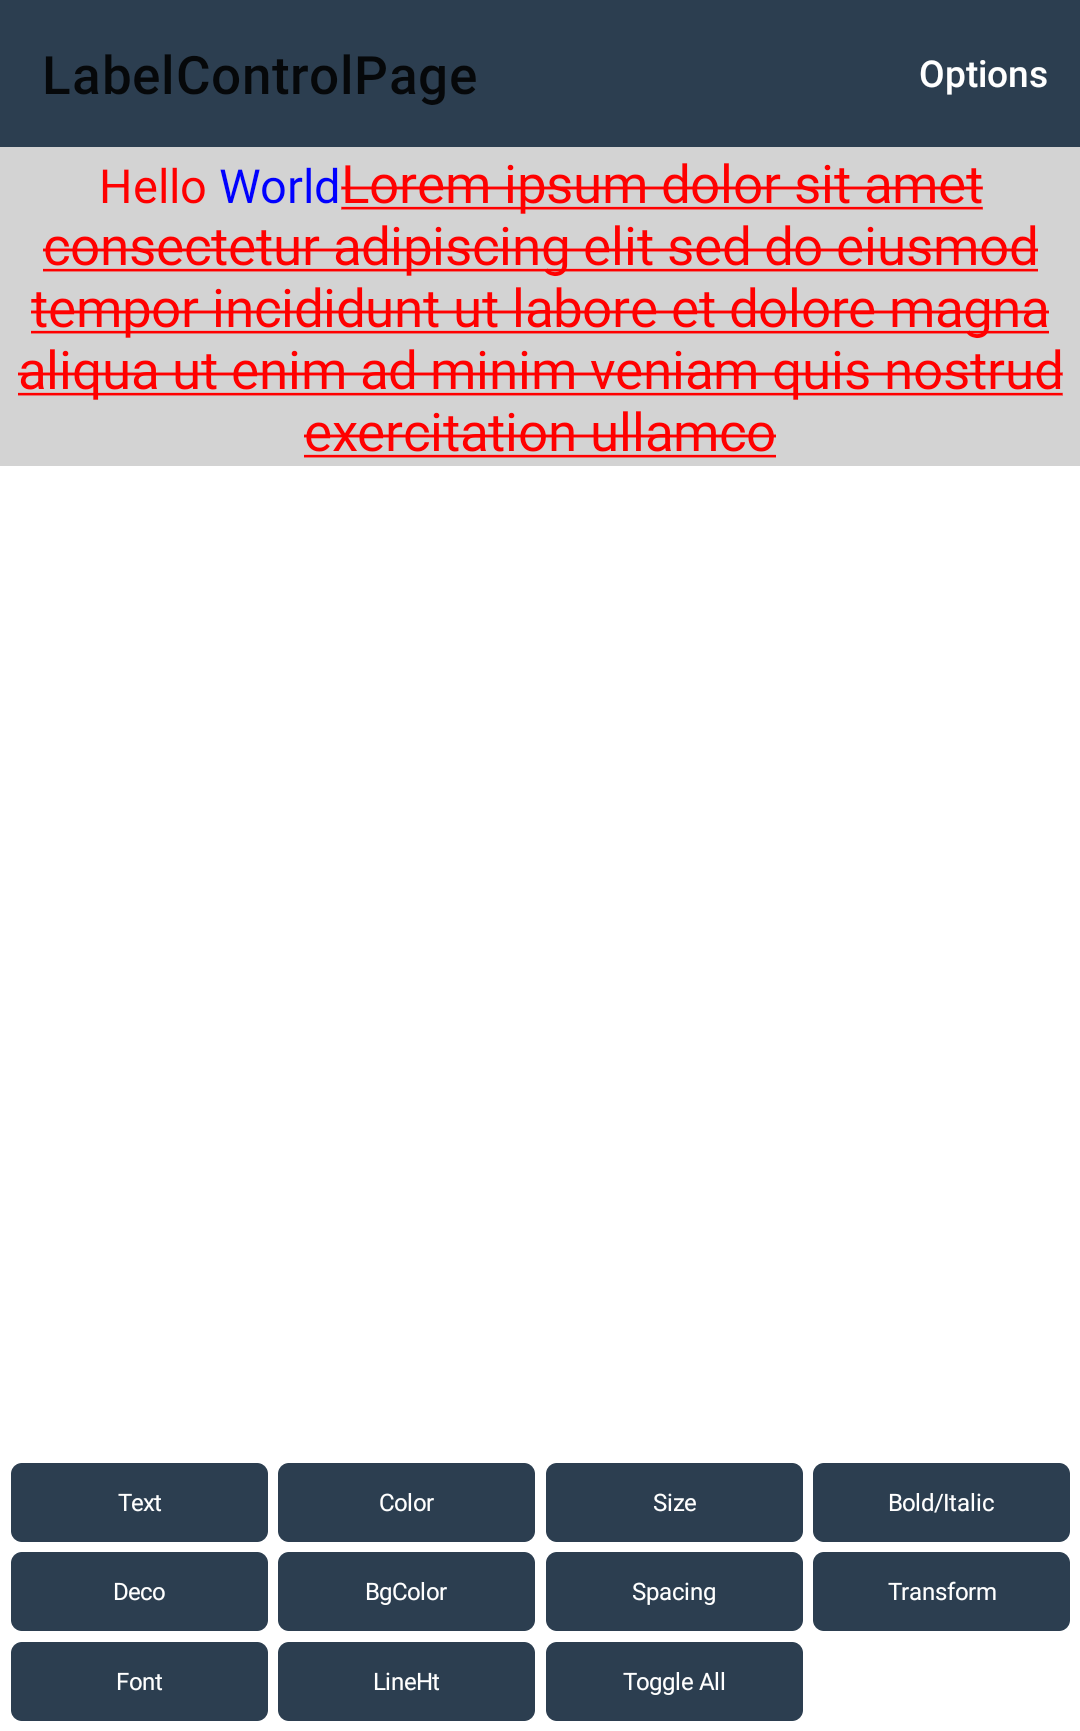 LabelControlPage
Options
Hello WorldLorem ipsum dolor sit amet
consectetur adipiscing elit sed do eiusmod
tempor incididunt ut labore et dolore magna
aliqua ut enim ad minim veniam quis nostrud
exercitation ullamco
Text
Color
Size
Bold/Italic
Deco
BgColor
Spacing
Transform
Font
LineHt
Toggle All